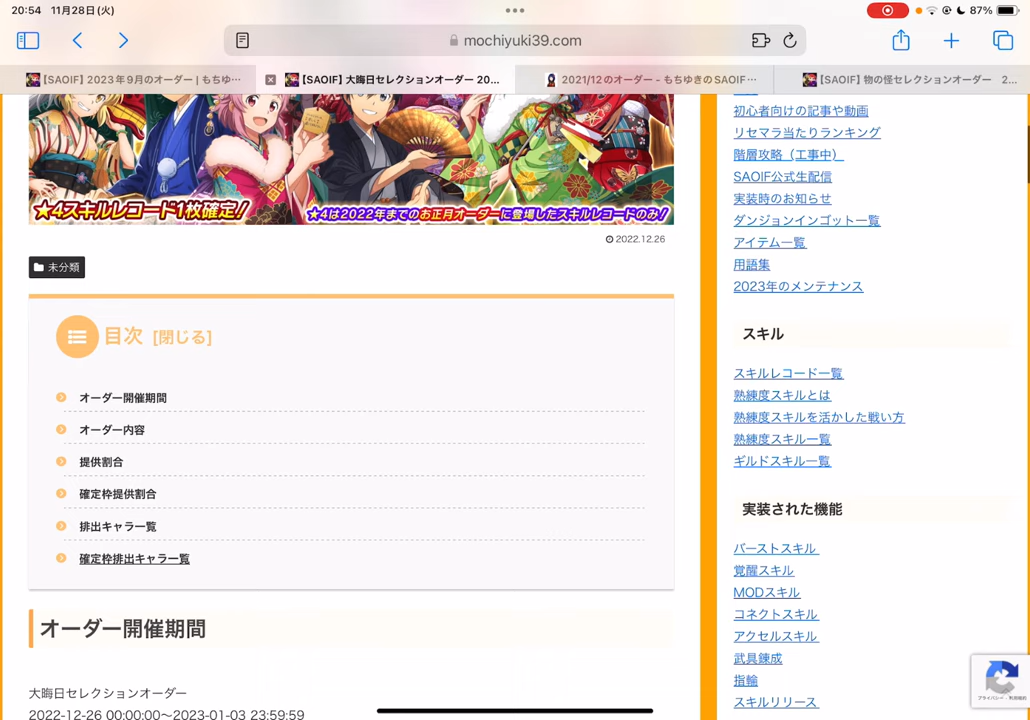 20:54 11月28日(火)
87%
mochiyuki39.com
【SAOIF】2023年9月のオーダー | もちゆ…
【SAOIF】大晦日セレクションオーダー 20…
2021/12のオーダー - もちゆきのSAOIF…
【SAOIF】物の怪セレクションオーダー 2…
★4スキルレコード1枚確定!
★4は2022年までのお正月オーダーに登場したスキルレコードのみ!
2022.12.26
未分類
目次 [閉じる]
オーダー開催期間
オーダー内容
提供割合
確定枠提供割合
排出キャラ一覧
確定枠排出キャラ一覧
オーダー開催期間
大晦日セレクションオーダー
2022-12-26 00:00:00〜2023-01-03 23:59:59
初心者向けの記事や動画
リセマラ当たりランキング
階層攻略（工事中）
SAOIF公式生配信
実装時のお知らせ
ダンジョンインゴット一覧
アイテム一覧
用語集
2023年のメンテナンス
スキル
スキルレコード一覧
熟練度スキルとは
熟練度スキルを活かした戦い方
熟練度スキル一覧
ギルドスキル一覧
実装された機能
バーストスキル
覚醒スキル
MODスキル
コネクトスキル
アクセルスキル
武具錬成
指輪
スキルリリース
プライバシー - 利用規約